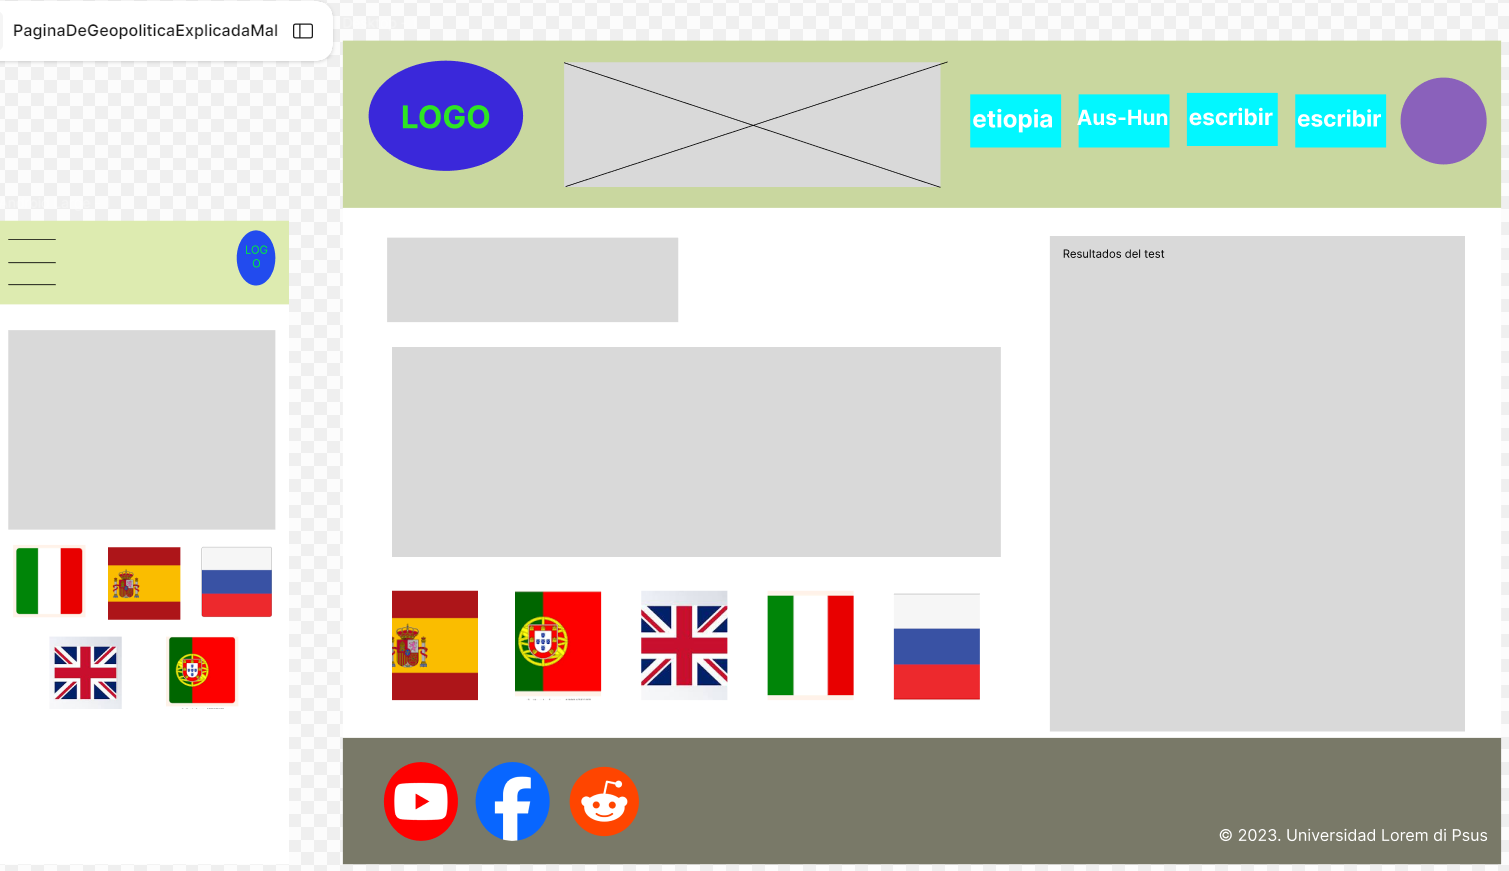 PaginaDeGeopoliticaExplicadaMal
LOGO
etiopia
Aus-Hun
escribir
escribir
LOG
O
Resultados del test
© 2023. Universidad Lorem di Psus